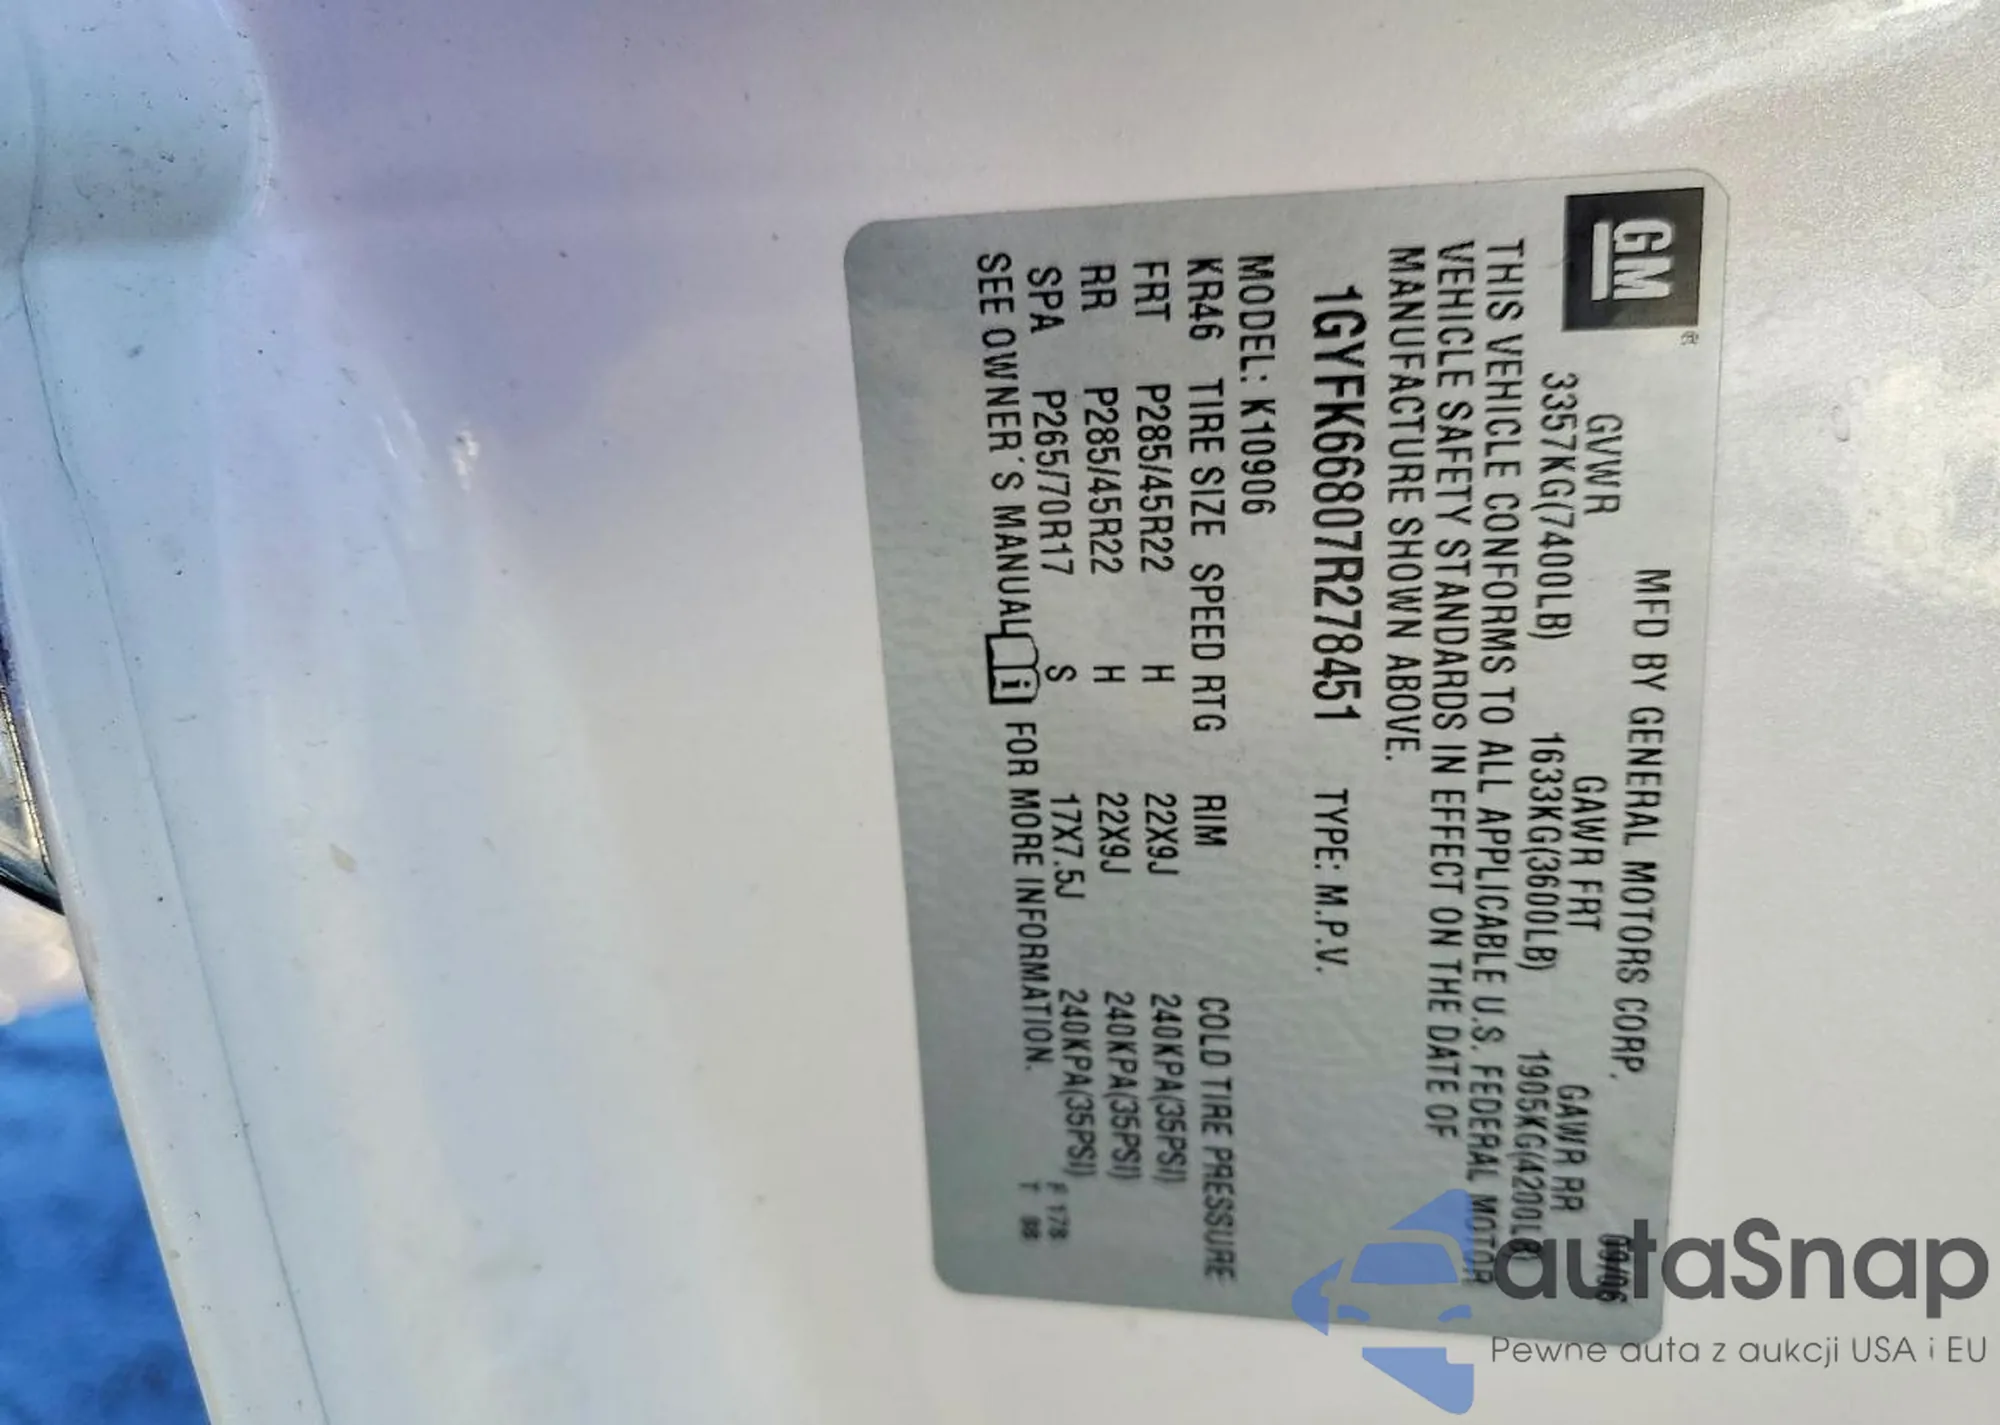 GM ®
MFD BY GENERAL MOTORS CORP. 09/06
GVWR GAWR FRT GAWR RR
3357KG(7400LB) 1633KG(3600LB) 1905KG(4200LB)
THIS VEHICLE CONFORMS TO ALL APPLICABLE U.S. FEDERAL MOTOR
VEHICLE SAFETY STANDARDS IN EFFECT ON THE DATE OF
MANUFACTURE SHOWN ABOVE.
1GYFK66807R278451 TYPE: M.P.V.
MODEL: K10906
KR46 TIRE SIZE SPEED RTG RIM COLD TIRE PRESSURE
FRT P285/45R22 H 22X9J 240KPA(35PSI)
RR P285/45R22 H 22X9J 240KPA(35PSI)
SPA P265/70R17 S 17X7.5J 240KPA(35PSI)
SEE OWNER'S MANUAL i FOR MORE INFORMATION.
F 178
T
autaSnap
Pewne auta z aukcji USA i EU